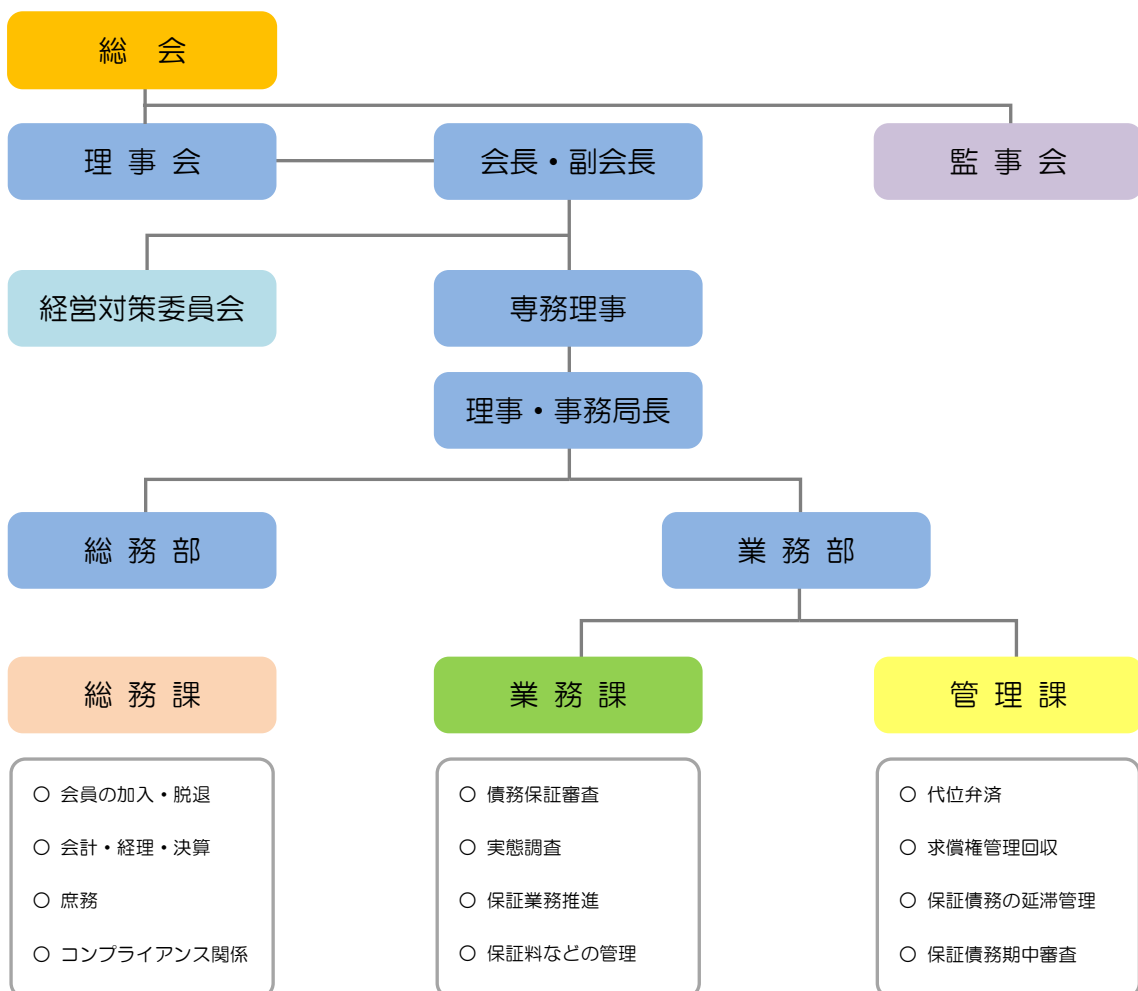 総　会
理 事 会
会長・副会長
監 事 会
経営対策委員会
専務理事
理事・事務局長
総 務 部
業 務 部
総 務 課
業 務 課
管 理 課
○ 会員の加入・脱退
○ 会計・経理・決算
○ 庶務
○ コンプライアンス関係
○ 債務保証審査
○ 実態調査
○ 保証業務推進
○ 保証料などの管理
○ 代位弁済
○ 求償権管理回収
○ 保証債務の延滞管理
○ 保証債務期中審査